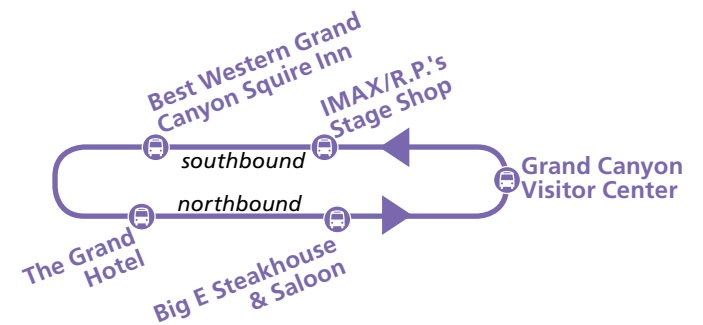 Best Western Grand
Canyon Squire Inn
IMAX/R.P.'s
Stage Shop
southbound
Grand Canyon
Visitor Center
northbound
The Grand
Hotel
Big E Steakhouse
& Saloon